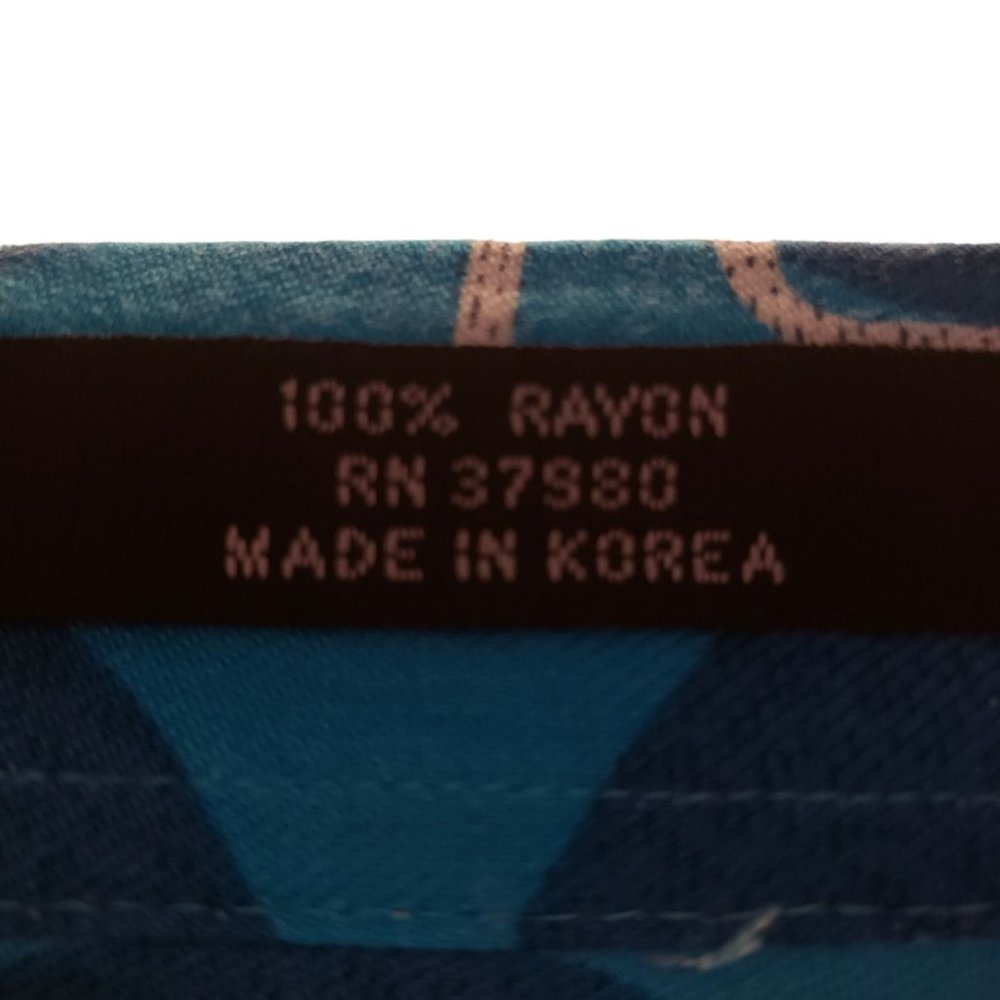 100% RAYON
RN 37980
MADE IN KOREA